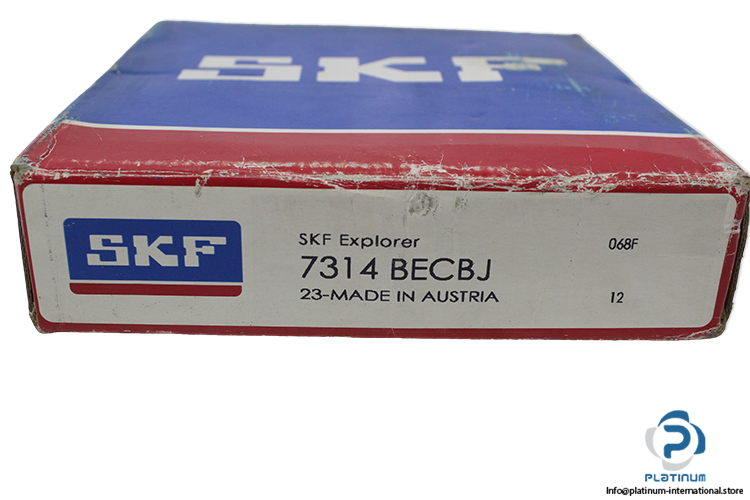 SKF
SKF
SKF Explorer
7314 BECBJ
23-MADE IN AUSTRIA
068F
12
PLATINUM
Info@platinum-international.store